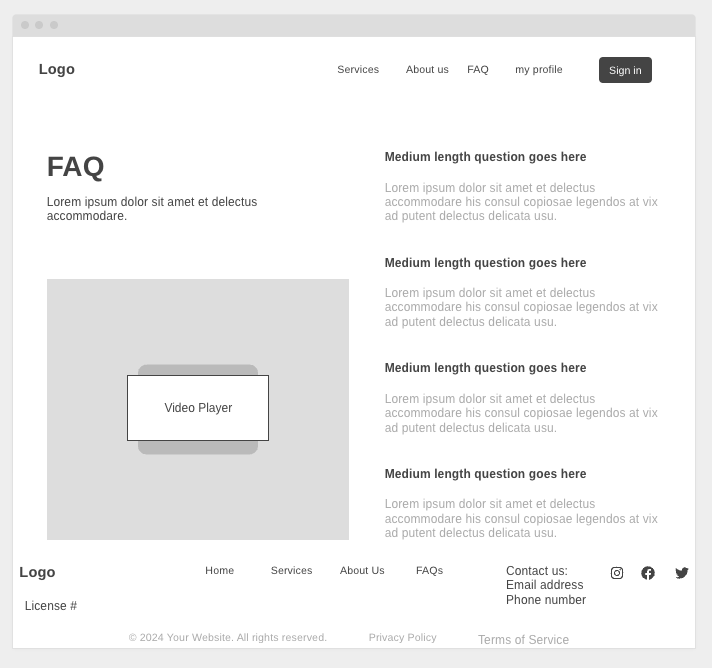 Logo
Services About us FAQ my profile Sign in
FAQ
Lorem ipsum dolor sit amet et delectus
accommodare.
Video Player
Medium length question goes here
Lorem ipsum dolor sit amet et delectus
accommodare his consul copiosae legendos at vix
ad putent delectus delicata usu.
Medium length question goes here
Lorem ipsum dolor sit amet et delectus
accommodare his consul copiosae legendos at vix
ad putent delectus delicata usu.
Medium length question goes here
Lorem ipsum dolor sit amet et delectus
accommodare his consul copiosae legendos at vix
ad putent delectus delicata usu.
Medium length question goes here
Lorem ipsum dolor sit amet et delectus
accommodare his consul copiosae legendos at vix
ad putent delectus delicata usu.
Logo
License #
Home Services About Us FAQs
Contact us:
Email address
Phone number
© 2024 Your Website. All rights reserved. Privacy Policy Terms of Service